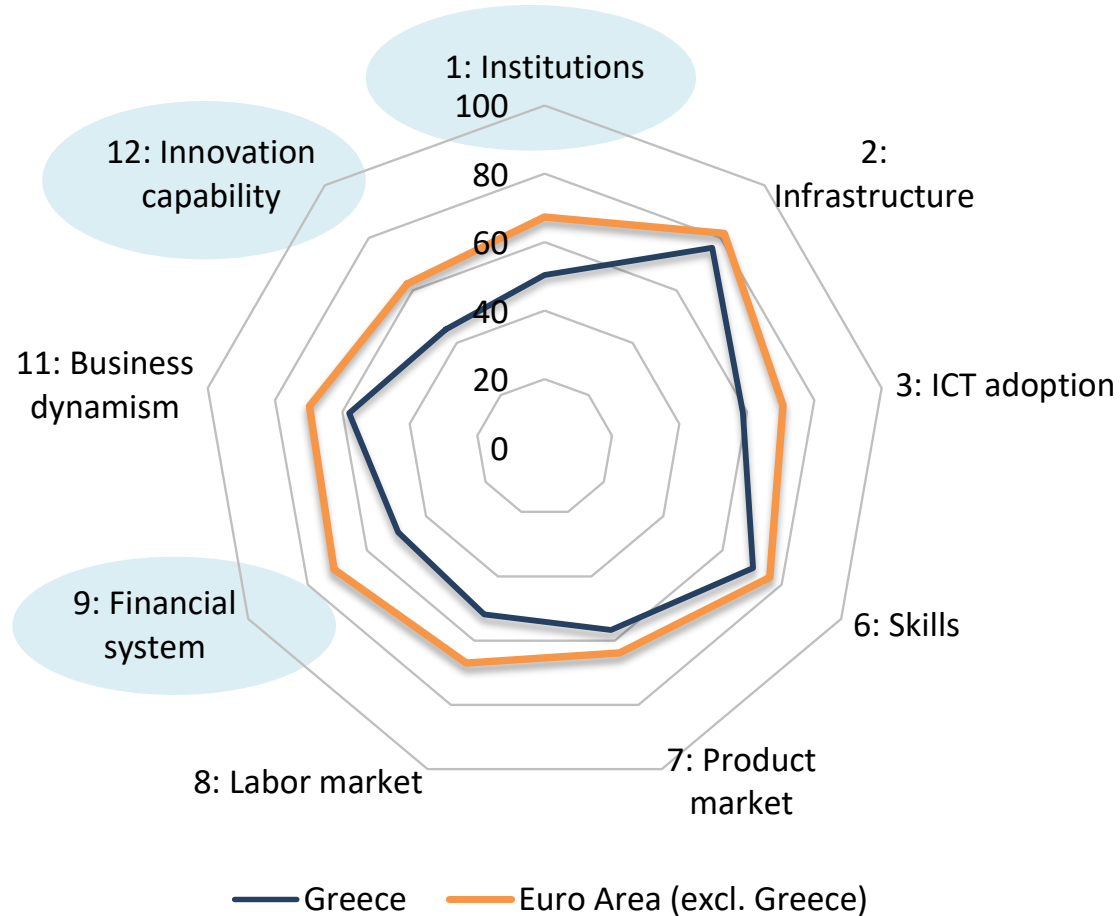 1: Institutions
100
12: Innovation
capability
2:
Infrastructure
80
60
40
20
0
11: Business
dynamism
3: ICT adoption
9: Financial
system
6: Skills
8: Labor market
7: Product
market
Greece
Euro Area (excl. Greece)